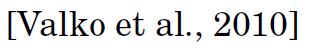 [Valko et al., 2010]